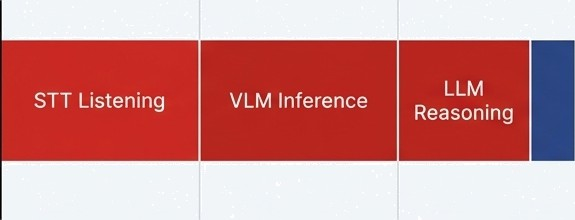 STT Listening
VLM Inference
LLM
Reasoning